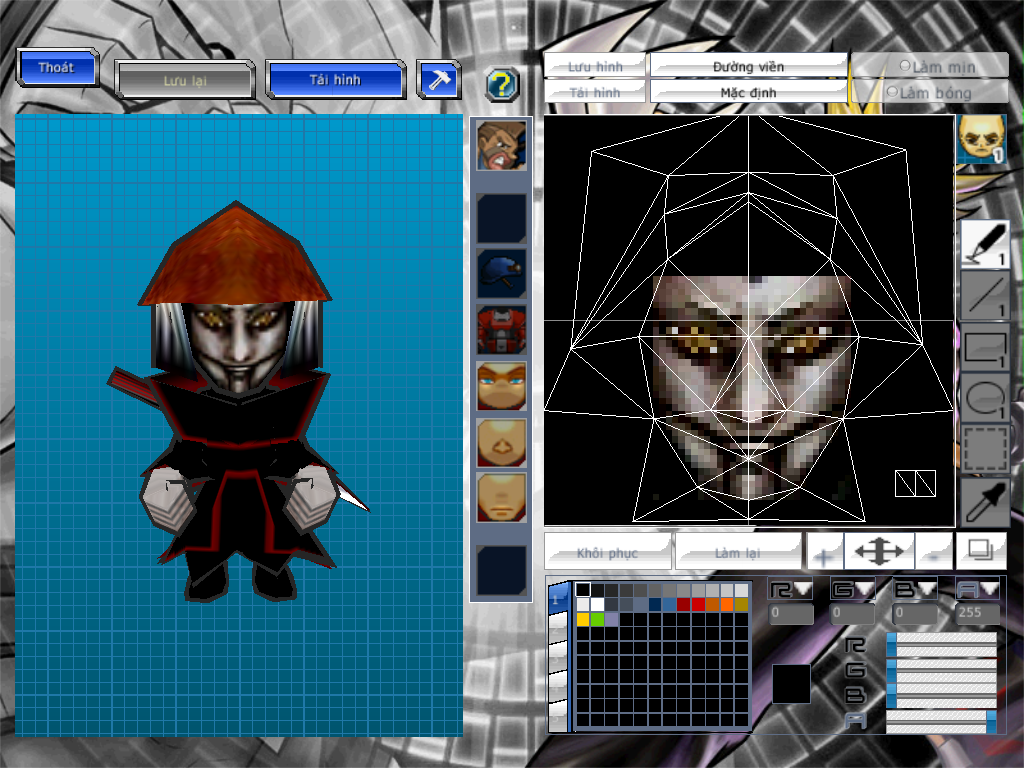 Thoát
Lưu lại
Tải hình
?
Lưu hình
Đường viền
Làm mịn
Tải hình
Mặc định
Làm bóng
1
1
1
1
1
Khôi phục
Làm lại
+
-
1
R
G
B
A
0
0
0
255
R
G
B
A